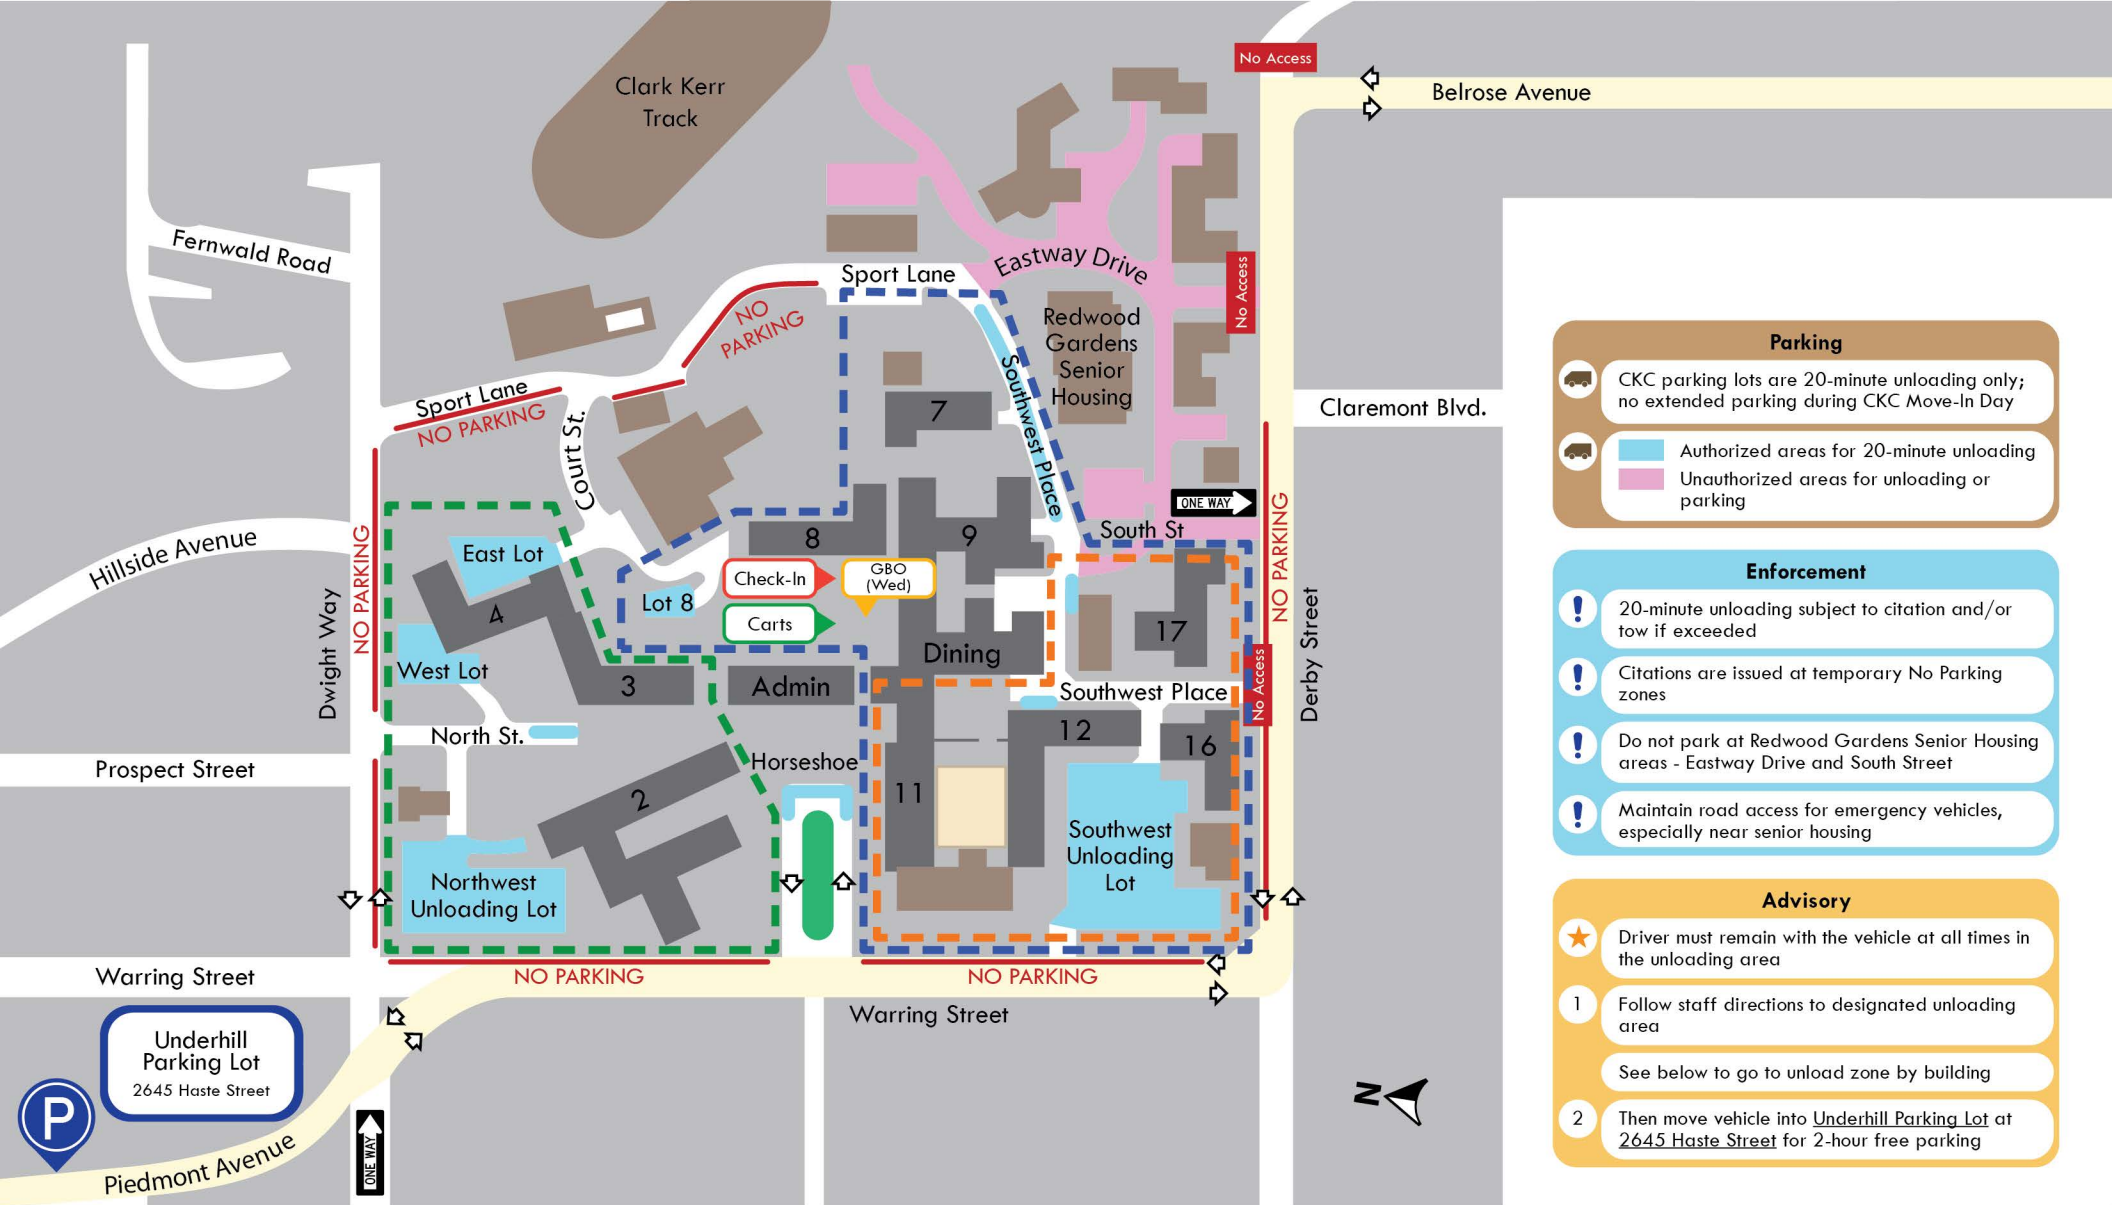 Clark Kerr
Track
No Access
Belrose Avenue
Fernwald Road
Sport Lane
Eastway Drive
No Access
NO
PARKING
Redwood
Gardens
Senior
Housing
Southwest Place
Sport Lane
NO PARKING
Court St.
7
Claremont Blvd.
ONE WAY
NO PARKING
South St
Hillside Avenue
NO PARKING
Dwight Way
East Lot
4
West Lot
3
8
9
Check-In
GBO
(Wed)
Lot 8
Carts
Dining
Admin
17
Derby Street
No Access
Southwest Place
North St.
12
16
Prospect Street
Horseshoe
2
11
Southwest
Unloading
Lot
Northwest
Unloading Lot
Warring Street
NO PARKING
NO PARKING
Warring Street
Underhill
Parking Lot
2645 Haste Street
P
Piedmont Avenue
ONE WAY
N
Parking
CKC parking lots are 20-minute unloading only;
no extended parking during CKC Move-In Day
Authorized areas for 20-minute unloading
Unauthorized areas for unloading or
parking
Enforcement
! 20-minute unloading subject to citation and/or
tow if exceeded
! Citations are issued at temporary No Parking
zones
! Do not park at Redwood Gardens Senior Housing
areas - Eastway Drive and South Street
! Maintain road access for emergency vehicles,
especially near senior housing
Advisory
Driver must remain with the vehicle at all times in
the unloading area
1 Follow staff directions to designated unloading
area
See below to go to unload zone by building
2 Then move vehicle into Underhill Parking Lot at
2645 Haste Street for 2-hour free parking